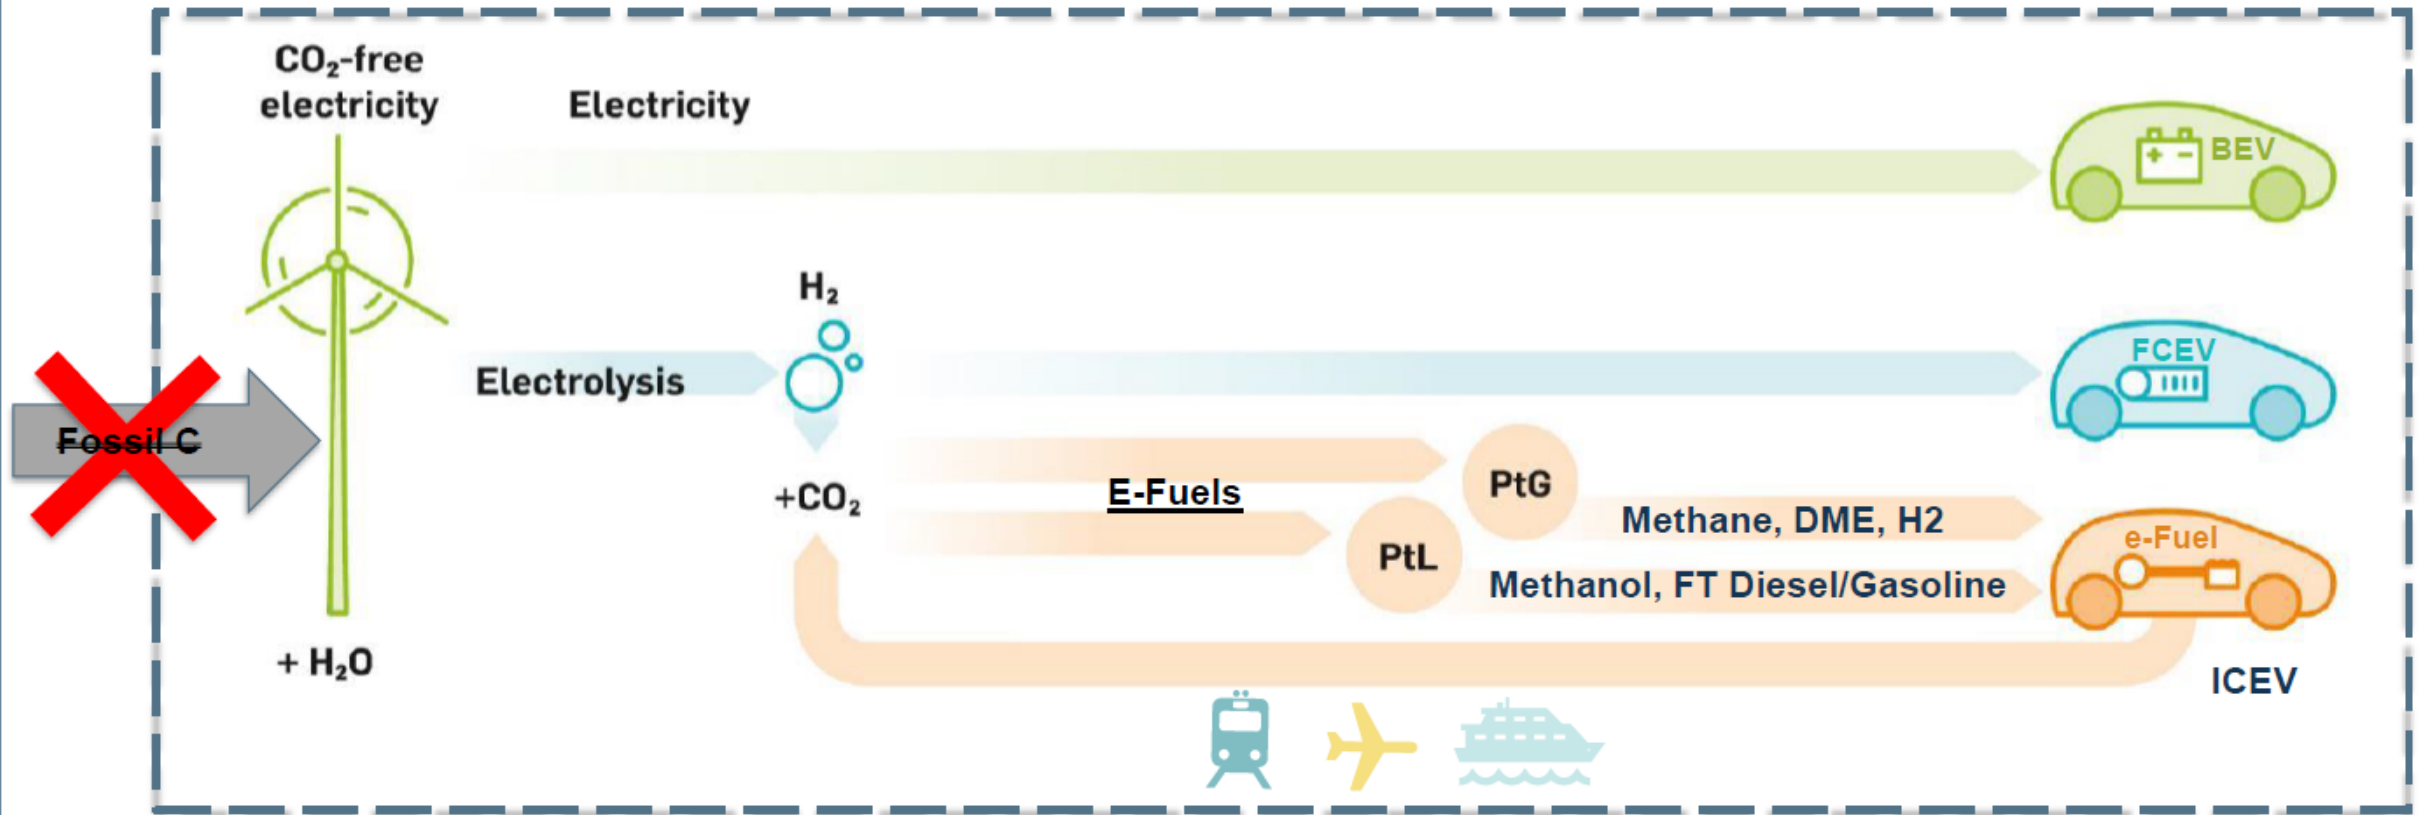 CO₂-free
electricity
Electricity
BEV
H₂
FCEV
Electrolysis
Fossil C
+CO₂
E-Fuels
PtG
Methane, DME, H2
e-Fuel
PtL
Methanol, FT Diesel/Gasoline
+ H₂O
ICEV